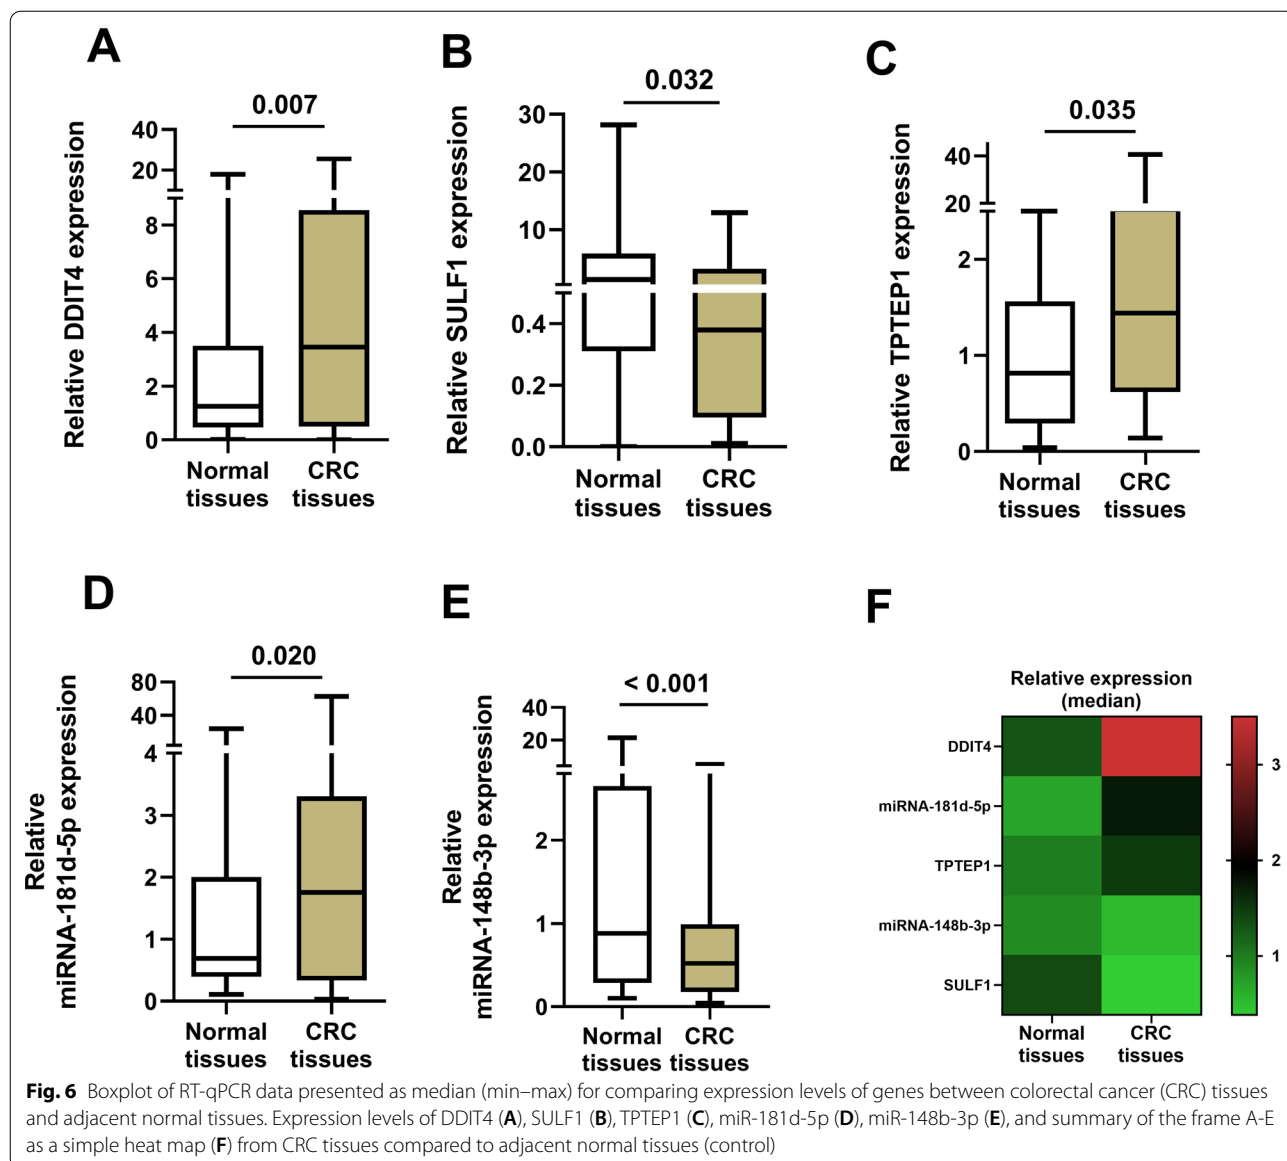 A
0.007
Relative DDIT4 expression
40
20
8
6
4
2
0
Normal tissues
CRC tissues
B
0.032
Relative SULF1 expression
30
20
10
0.4
0.2
0.0
Normal tissues
CRC tissues
C
0.035
Relative TPTEP1 expression
40
20
2
1
0
Normal tissues
CRC tissues
D
0.020
Relative
miRNA-181d-5p expression
80
40
4
3
2
1
0
Normal tissues
CRC tissues
E
< 0.001
Relative
miRNA-148b-3p expression
40
20
2
1
0
Normal tissues
CRC tissues
F
Relative expression
(median)
DDIT4
miRNA-181d-5p
TPTEP1
miRNA-148b-3p
SULF1
Normal tissues
CRC tissues
3
2
1
Fig. 6 Boxplot of RT-qPCR data presented as median (min–max) for comparing expression levels of genes between colorectal cancer (CRC) tissues
and adjacent normal tissues. Expression levels of DDIT4 (A), SULF1 (B), TPTEP1 (C), miR-181d-5p (D), miR-148b-3p (E), and summary of the frame A-E
as a simple heat map (F) from CRC tissues compared to adjacent normal tissues (control)